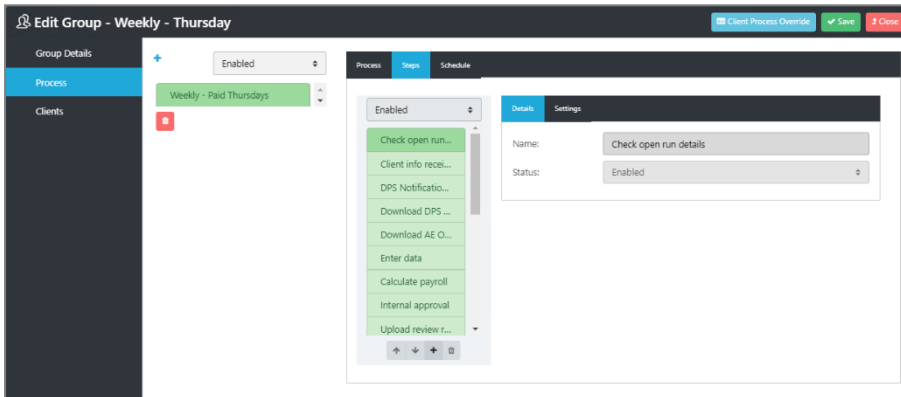 Edit Group - Weekly - Thursday
Client Process Override
Save
Close
Group Details
Process
Clients
Enabled
Weekly - Paid Thursdays
Process
Steps
Schedule
Enabled
Check open run...
Client info recei...
DPS Notificatio...
Download DPS ...
Download AE O...
Enter data
Calculate payroll
Internal approval
Upload review r...
Details
Settings
Name:
Check open run details
Status:
Enabled